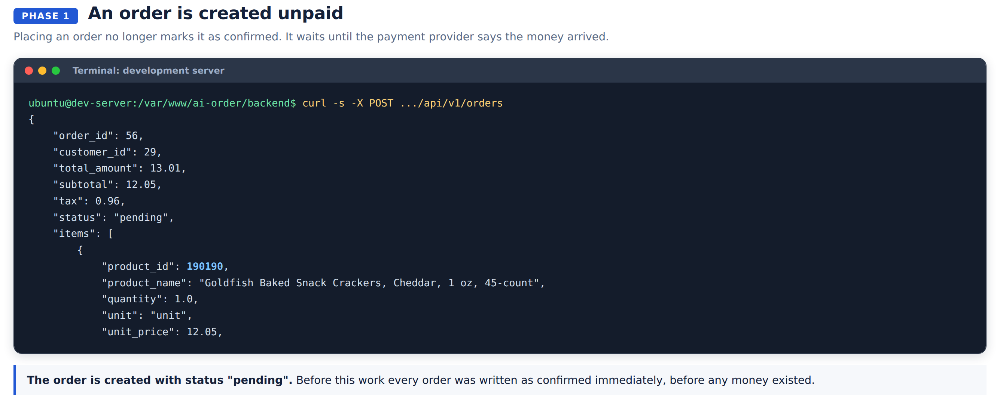 PHASE 1 An order is created unpaid
Placing an order no longer marks it as confirmed. It waits until the payment provider says the money arrived.
Terminal: development server
ubuntu@dev-server:/var/www/ai-order/backend$ curl -s -X POST .../api/v1/orders
{
    "order_id": 56,
    "customer_id": 29,
    "total_amount": 13.01,
    "subtotal": 12.05,
    "tax": 0.96,
    "status": "pending",
    "items": [
        {
            "product_id": 190190,
            "product_name": "Goldfish Baked Snack Crackers, Cheddar, 1 oz, 45-count",
            "quantity": 1.0,
            "unit": "unit",
            "unit_price": 12.05,
The order is created with status "pending". Before this work every order was written as confirmed immediately, before any money existed.